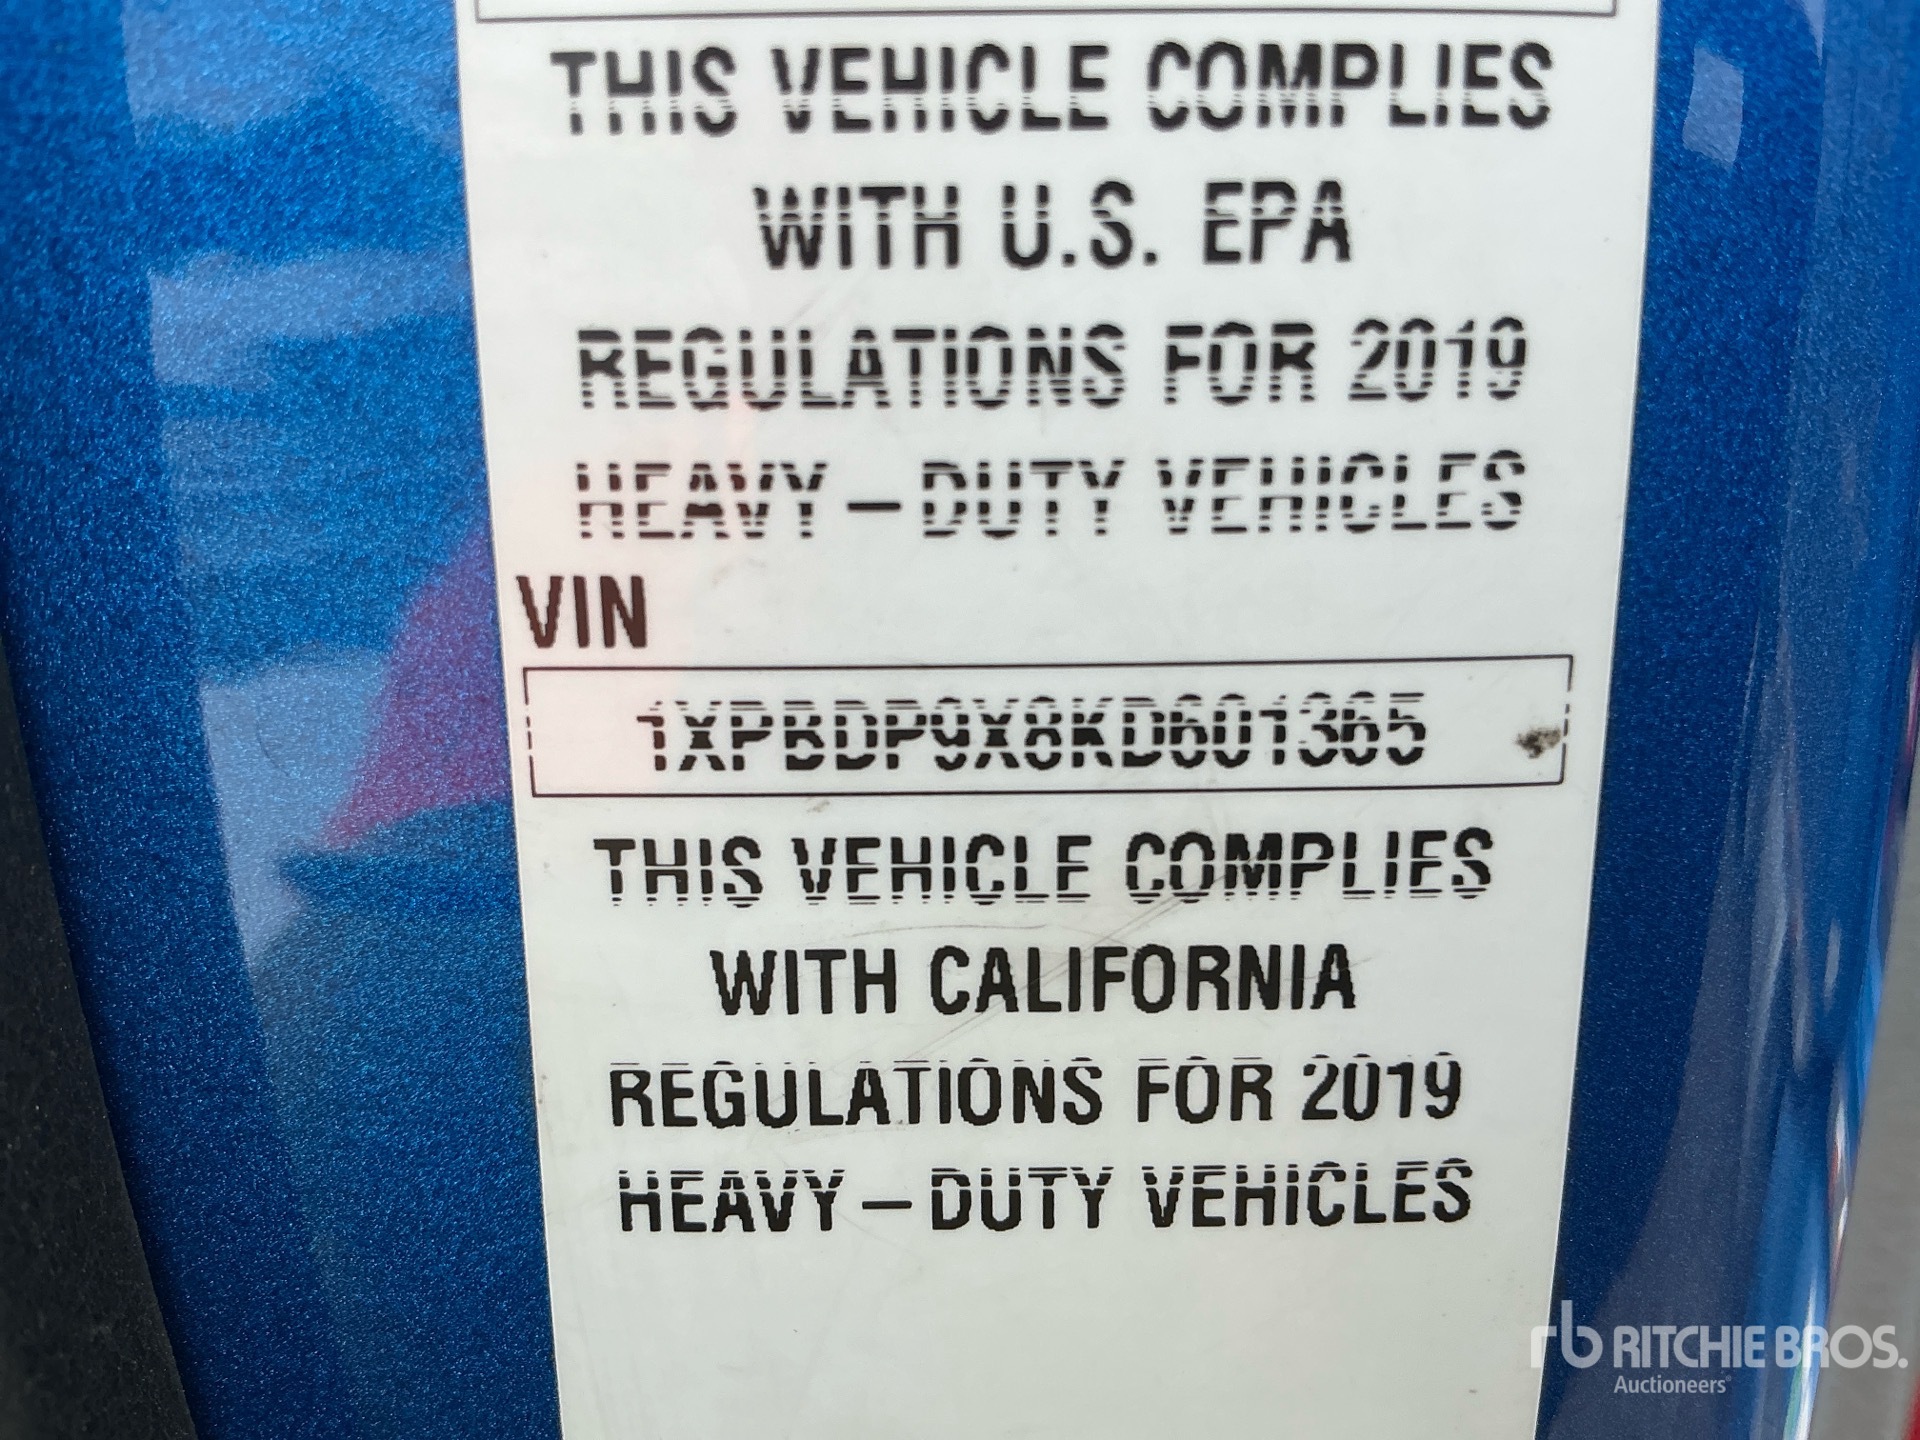 THIS VEHICLE COMPLIES
WITH U.S. EPA
REGULATIONS FOR 2019
HEAVY-DUTY VEHICLES
VIN
1XPBDP9X8KD601365
THIS VEHICLE COMPLIES
WITH CALIFORNIA
REGULATIONS FOR 2019
HEAVY-DUTY VEHICLES
rb RITCHIE BROS.
Auctioneers